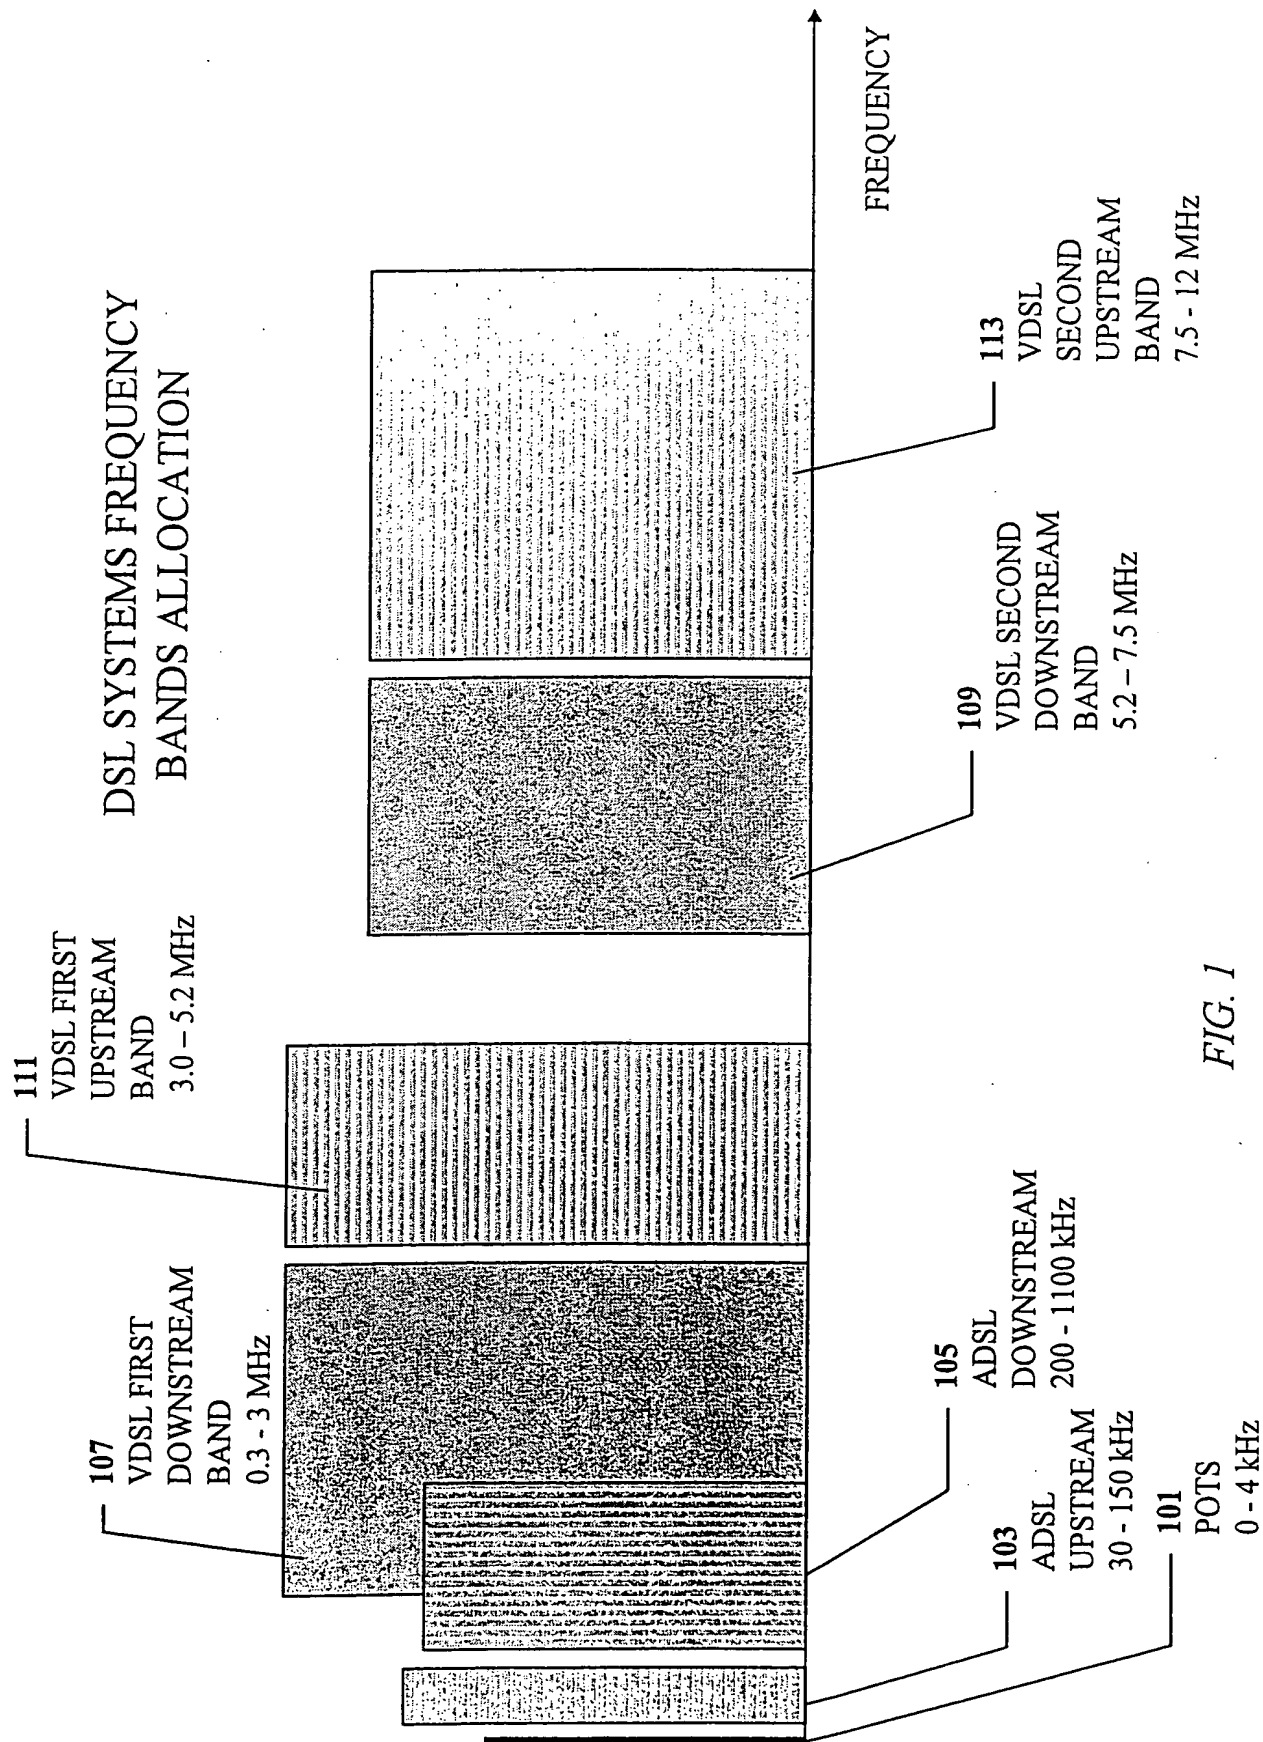 DSL SYSTEMS FREQUENCY
BANDS ALLOCATION
107
VDSL FIRST
DOWNSTREAM
BAND
0.3 - 3 MHz
111
VDSL FIRST
UPSTREAM
BAND
3.0 – 5.2 MHz
FREQUENCY
101
POTS
0 - 4 kHz
103
ADSL
UPSTREAM
30 - 150 kHz
105
ADSL
DOWNSTREAM
200 - 1100 kHz
109
VDSL SECOND
DOWNSTREAM
BAND
5.2 – 7.5 MHz
113
VDSL
SECOND
UPSTREAM
BAND
7.5 - 12 MHz
FIG. 1